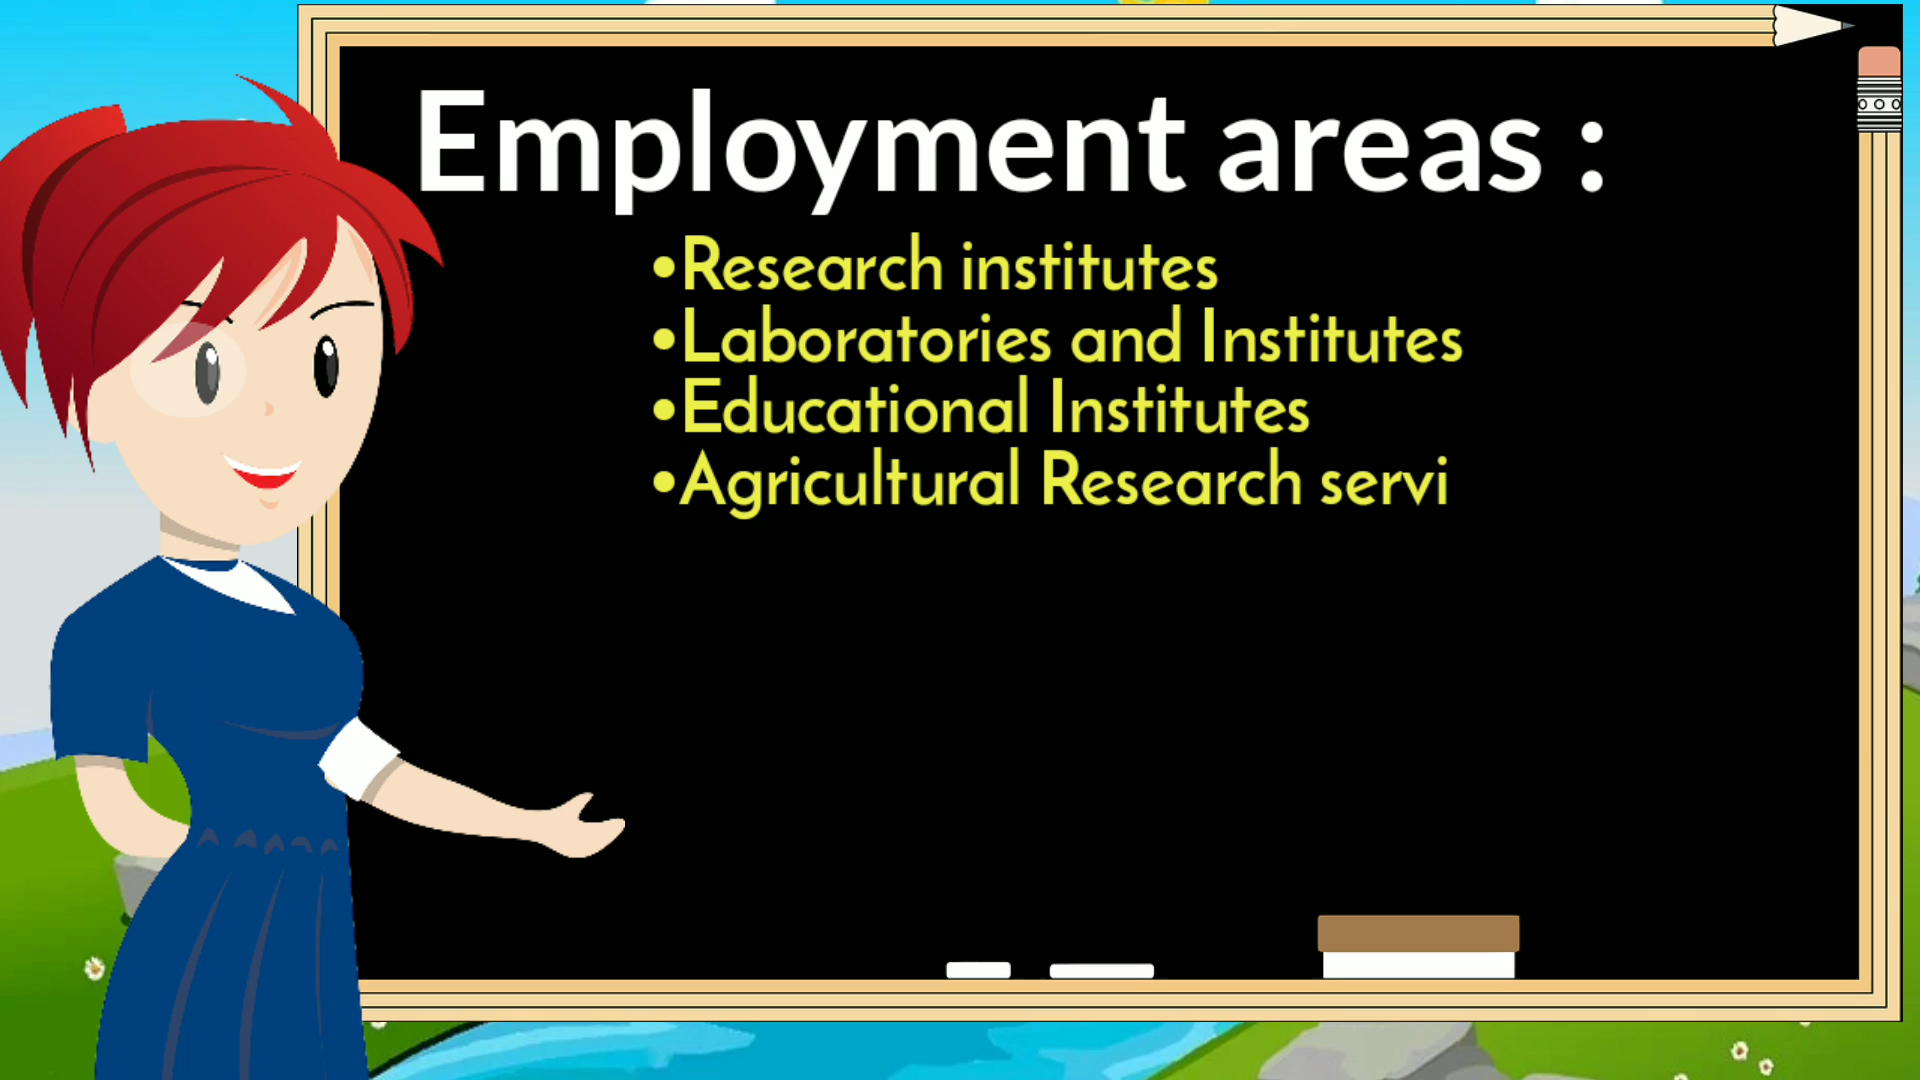 Employment areas :
•Research institutes
•Laboratories and Institutes
•Educational Institutes
•Agricultural Research servi